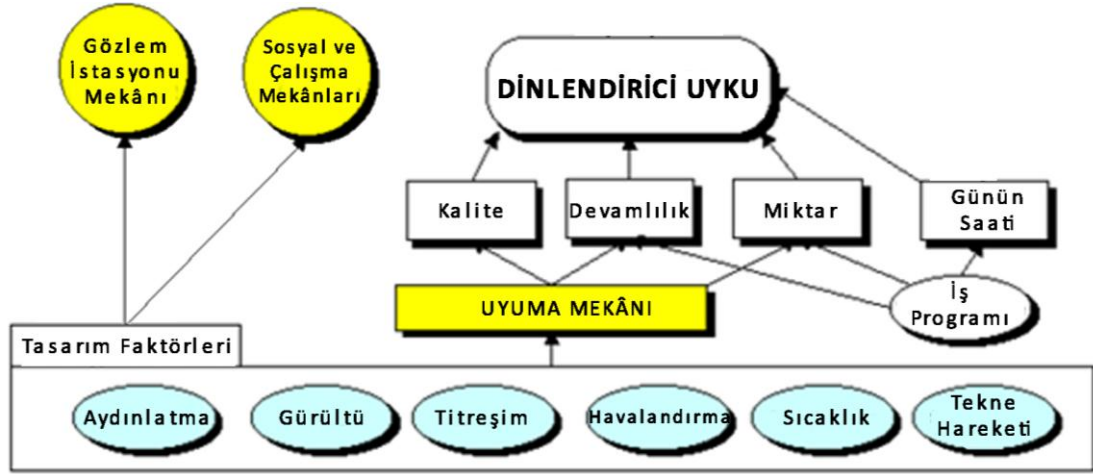 Gözlem
İstasyonu
Mekânı
Sosyal ve
Çalışma
Mekânları
DİNLENDİRİCİ UYKU
Kalite
Devamlılık
Miktar
Günün
Saati
UYUMA MEKÂNI
İş
Programı
Tasarım Faktörleri
Aydınlatma
Gürültü
Titreşim
Havalandırma
Sıcaklık
Tekne
Hareketi